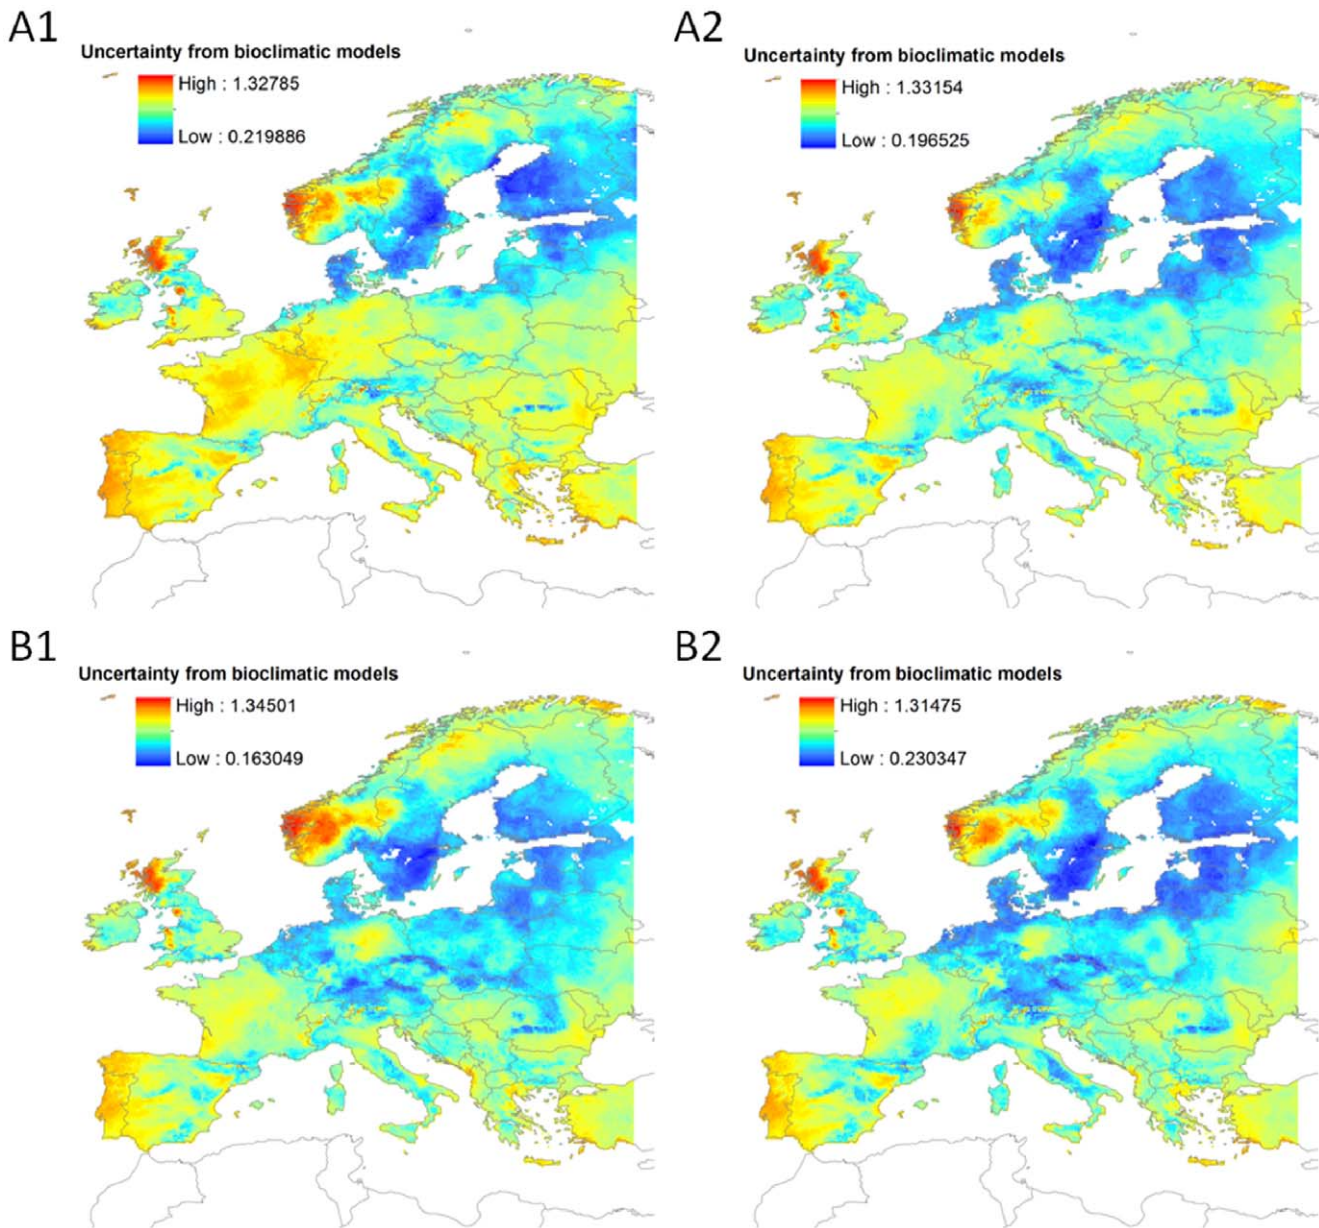 A1
Uncertainty from bioclimatic models
High : 1.32785
Low : 0.219886
A2
Uncertainty from bioclimatic models
High : 1.33154
Low : 0.196525
B1
Uncertainty from bioclimatic models
High : 1.34501
Low : 0.163049
B2
Uncertainty from bioclimatic models
High : 1.31475
Low : 0.230347